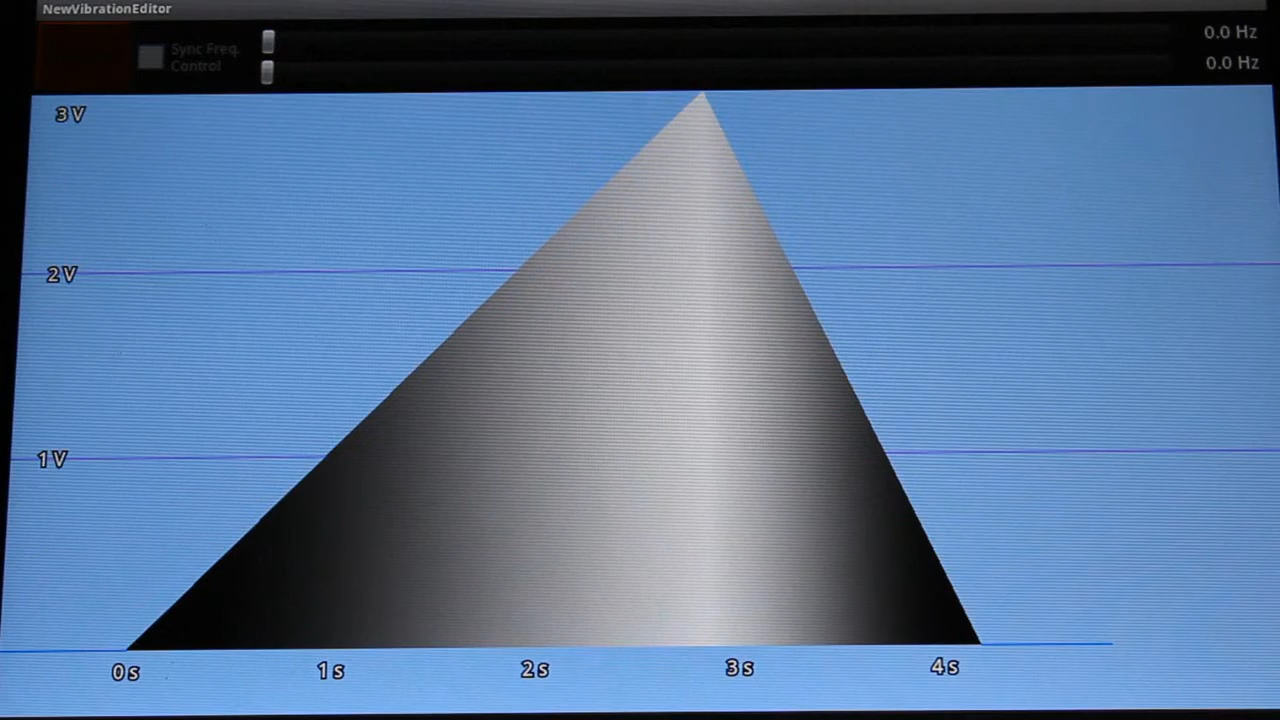 NewVibrationEditor
Sync Freq.
Control
0.0 Hz
0.0 Hz
3V
2V
1V
0s 1s 2s 3s 4s